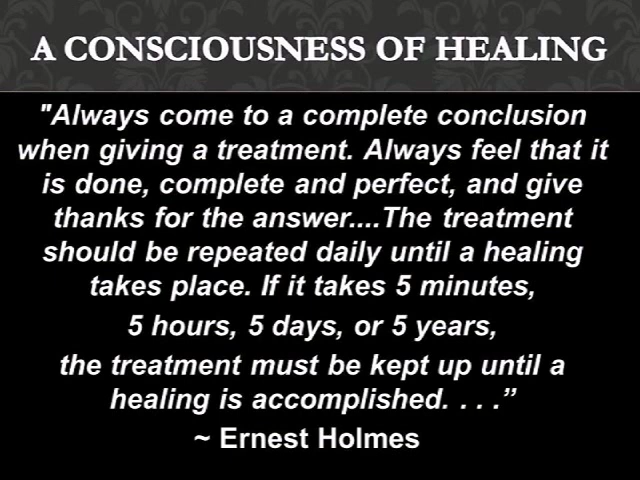 A CONSCIOUSNESS OF HEALING
"Always come to a complete conclusion
when giving a treatment. Always feel that it
is done, complete and perfect, and give
thanks for the answer....The treatment
should be repeated daily until a healing
takes place. If it takes 5 minutes,
5 hours, 5 days, or 5 years,
the treatment must be kept up until a
healing is accomplished. . . .”
~ Ernest Holmes